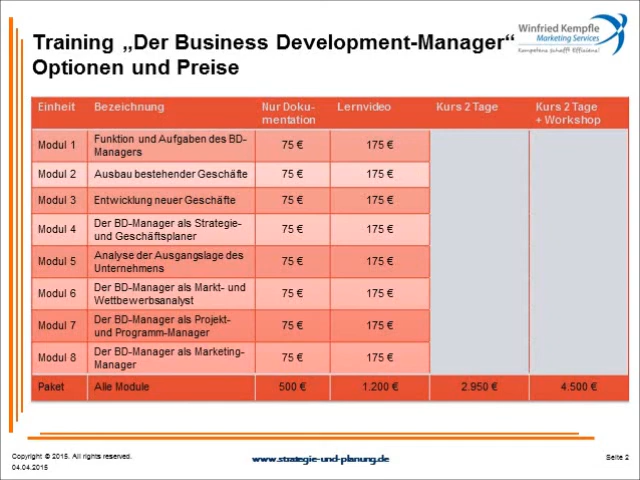 Training „Der Business Development-Manager“
Optionen und Preise
Winfried Kempfle
Marketing Services
Kompetenz schafft Effizienz!
Einheit Bezeichnung Nur Doku-
mentation Lernvideo Kurs 2 Tage Kurs 2 Tage
+ Workshop
Modul 1 Funktion und Aufgaben des BD-
Managers 75 € 175 €
Modul 2 Ausbau bestehender Geschäfte 75 € 175 €
Modul 3 Entwicklung neuer Geschäfte 75 € 175 €
Modul 4 Der BD-Manager als Strategie-
und Geschäftsplaner 75 € 175 €
Modul 5 Analyse der Ausgangslage des
Unternehmens 75 € 175 €
Modul 6 Der BD-Manager als Markt- und
Wettbewerbsanalyst 75 € 175 €
Modul 7 Der BD-Manager als Projekt-
und Programm-Manager 75 € 175 €
Modul 8 Der BD-Manager als Marketing-
Manager 75 € 175 €
Paket Alle Module 500 € 1.200 € 2.950 € 4.500 €
Copyright © 2015. All rights reserved.
04.04.2015
www.strategie-und-planung.de
Seite 2